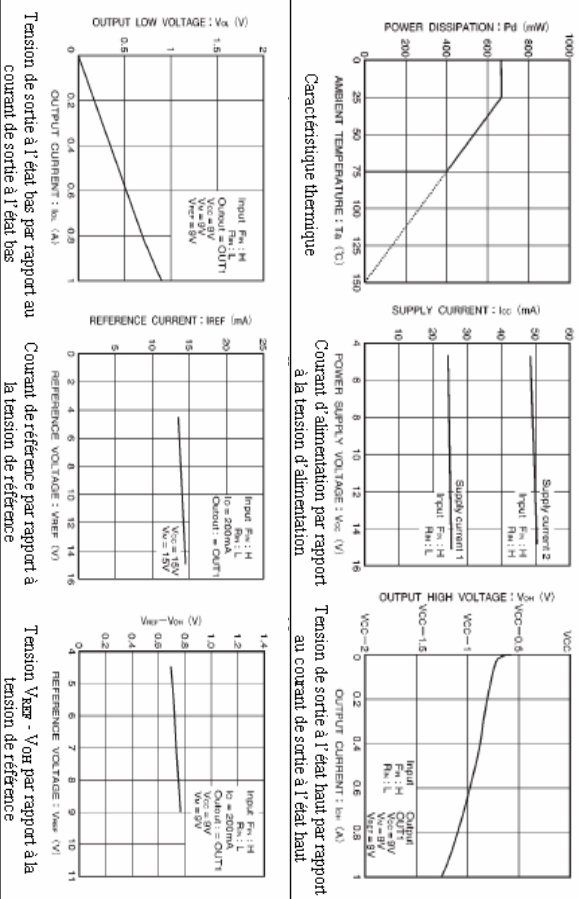 POWER DISSIPATION : Pd (mW)
1000
800
600
400
200
0
0
25
50
75
100
125
150
AMBIENT TEMPERATURE : Ta (℃)
Caractéristique thermique
SUPPLY CURRENT : Icc (mA)
60
50
40
30
20
10
4
6
8
10
12
14
16
Supply current 2
Input FIN : H
RIN : H
Supply current 1
Input FIN : H
RIN : L
POWER SUPPLY VOLTAGE : Vcc (V)
Courant d'alimentation par rapport
à la tension d'alimentation
OUTPUT HIGH VOLTAGE : VOH (V)
VCC
VCC−0.5
VCC−1
VCC−1.5
VCC−2
0
0.2
0.4
0.6
0.8
1
Input
FIN : H
RIN : L
Output
OUT1
VCC=9V
VM=9V
VREF=9V
OUTPUT CURRENT : IOH (A)
Tension de sortie à l'état haut par rapport
au courant de sortie à l'état haut
OUTPUT LOW VOLTAGE : VOL (V)
2
1
0.5
0
0.2
0.4
0.6
0.8
1
Input FIN : H
RIN : L
Outout = OUT1
VCC=9V
VM=9V
VREF=9V
OUTPUT CURRENT : IOL (A)
Tension de sortie à l'état bas par rapport au
courant de sortie à l'état bas
REFERENCE CURRENT : IREF (mA)
25
20
15
10
5
0
2
4
6
8
10
12
14
16
Input FIN : H
RIN : L
IO = 200mA
Outout : = OUT1
VCC=15V
VM=15V
REFERENCE VOLTAGE : VREF (V)
Courant de référence par rapport à
la tension de référence
VREF−VOH (V)
1.4
1.2
1.0
0.8
0.6
0.4
0.2
0
4
5
6
7
8
9
10
11
Input FIN : H
RIN : L
IO = 200mA
Outout : = OUT1
VCC=9V
VM=9V
REFERENCE VOLTAGE : VREF (V)
Tension VREF - VOH par rapport à la
tension de référence